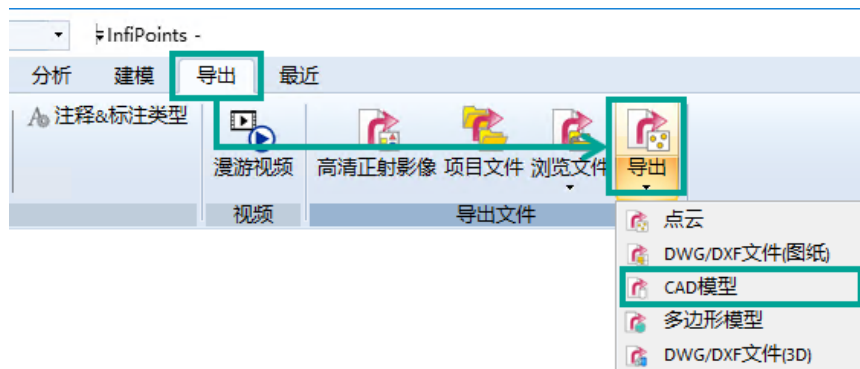 InfiPoints -
分析 建模 导出 最近
注释&标注类型
漫游视频 高清正射影像 项目文件 浏览文件 导出
视频 导出文件
点云
DWG/DXF文件(图纸)
CAD模型
多边形模型
DWG/DXF文件(3D)